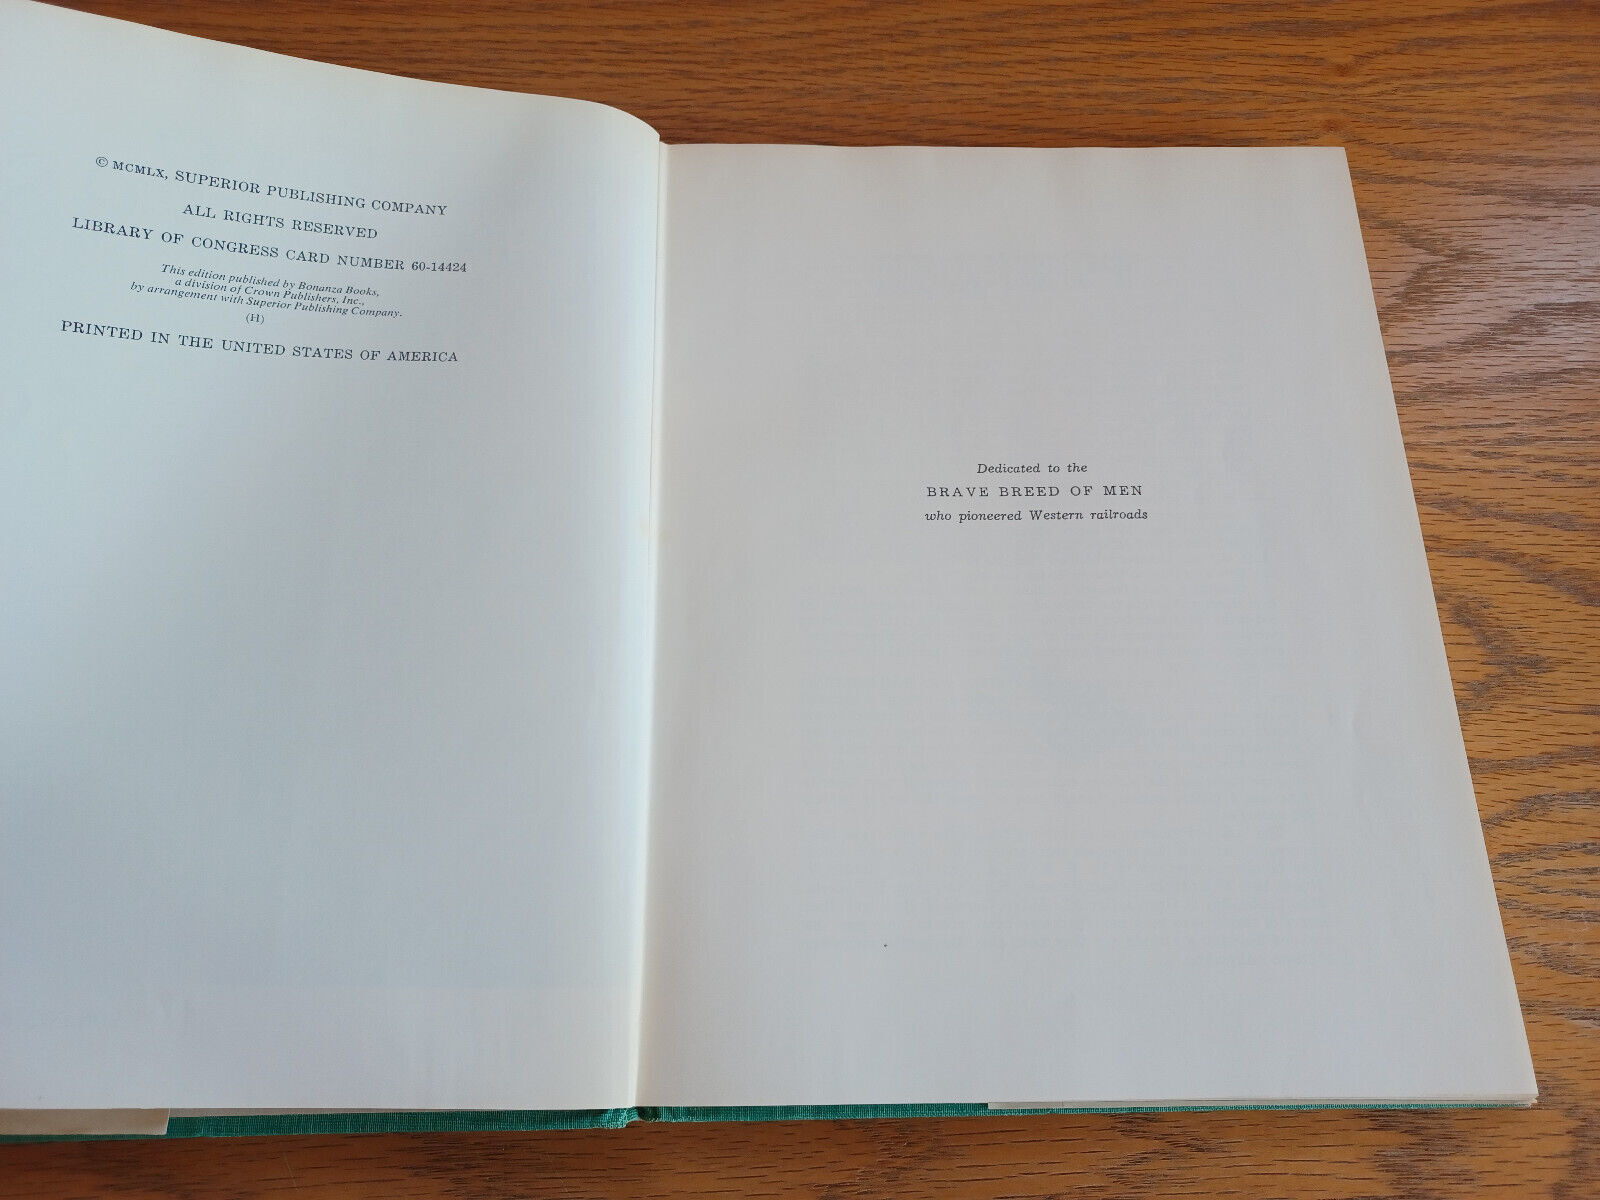 © MCMLX, SUPERIOR PUBLISHING COMPANY
ALL RIGHTS RESERVED
LIBRARY OF CONGRESS CARD NUMBER 60-14424
This edition published by Bonanza Books,
a division of Crown Publishers, Inc.,
by arrangement with Superior Publishing Company.
(H)
PRINTED IN THE UNITED STATES OF AMERICA
Dedicated to the
BRAVE BREED OF MEN
who pioneered Western railroads